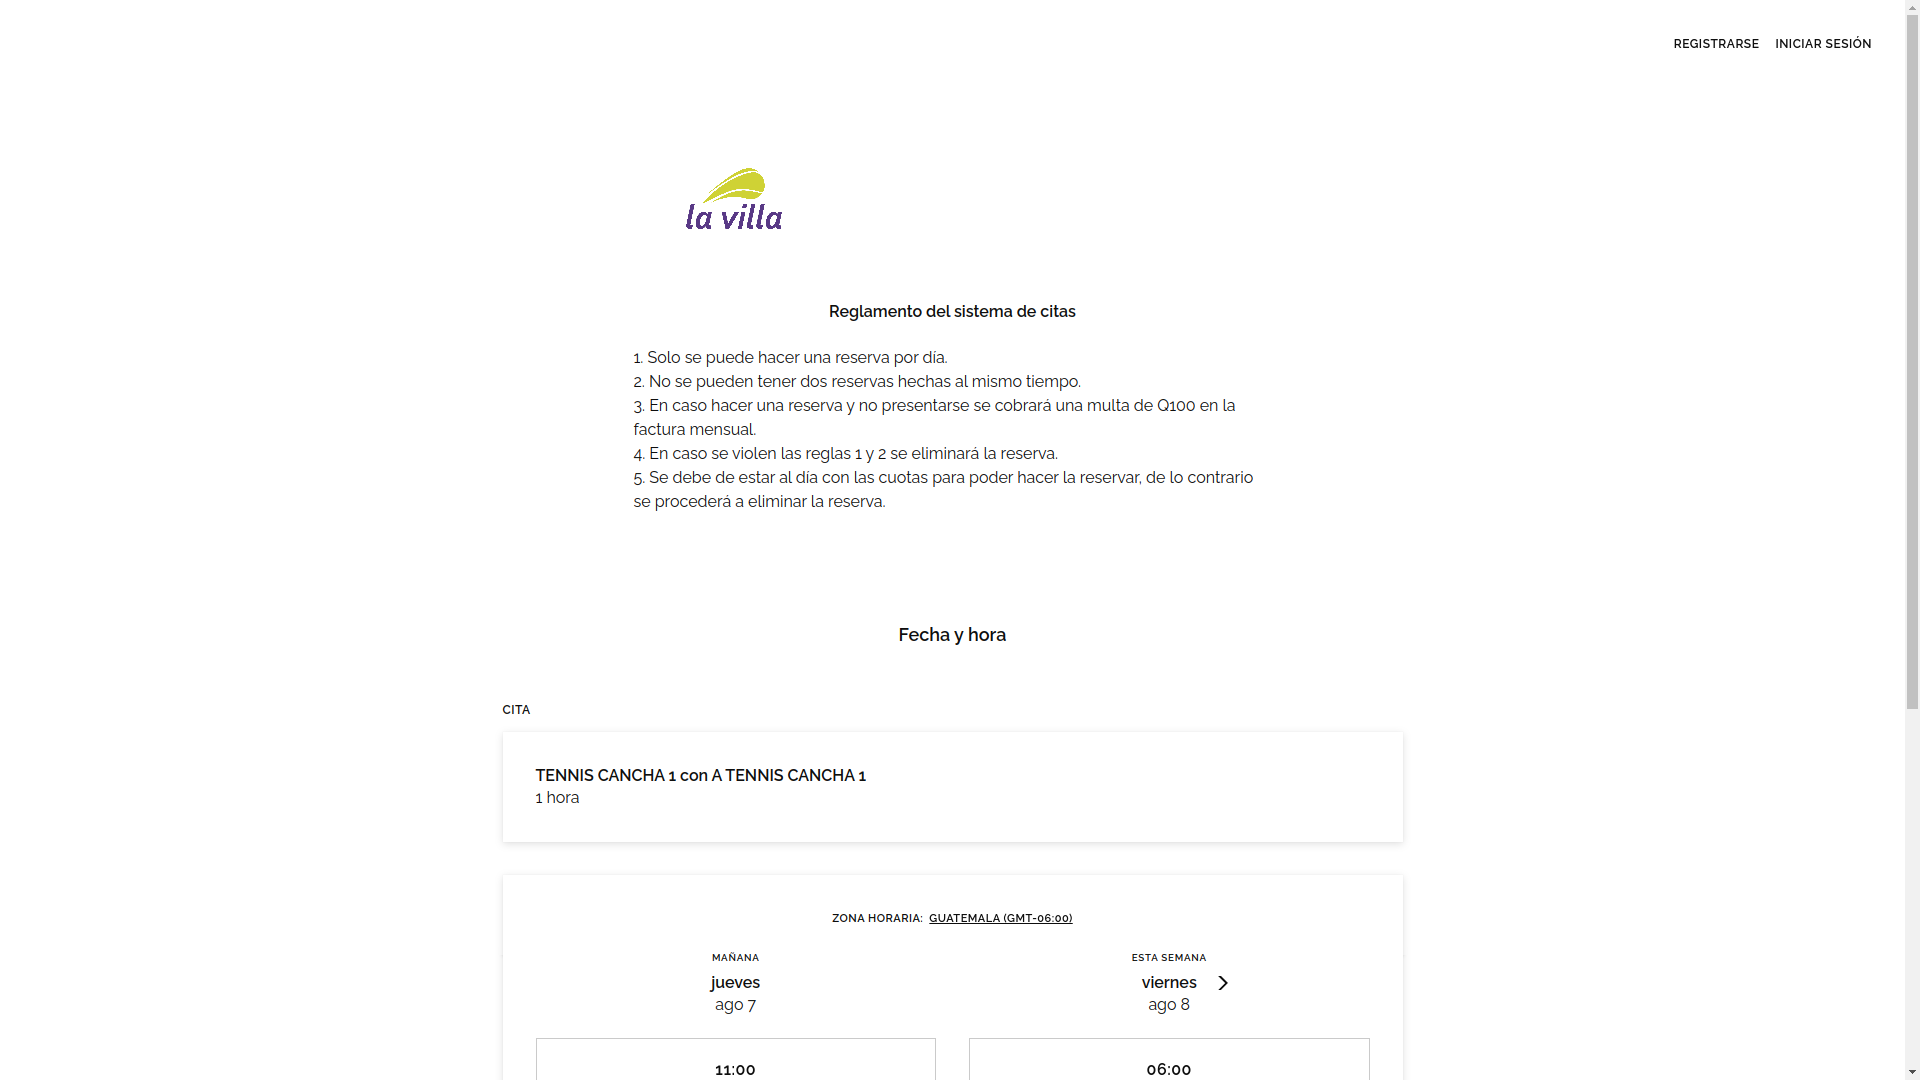 REGISTRARSE INICIAR SESIÓN
la villa
Reglamento del sistema de citas
1. Solo se puede hacer una reserva por día.
2. No se pueden tener dos reservas hechas al mismo tiempo.
3. En caso hacer una reserva y no presentarse se cobrará una multa de Q100 en la
factura mensual.
4. En caso se violen las reglas 1 y 2 se eliminará la reserva.
5. Se debe de estar al día con las cuotas para poder hacer la reservar, de lo contrario
se procederá a eliminar la reserva.
Fecha y hora
CITA
TENNIS CANCHA 1 con A TENNIS CANCHA 1
1 hora
ZONA HORARIA: GUATEMALA (GMT-06:00)
MAÑANA
jueves
ago 7
11:00
ESTA SEMANA
viernes
ago 8
06:00